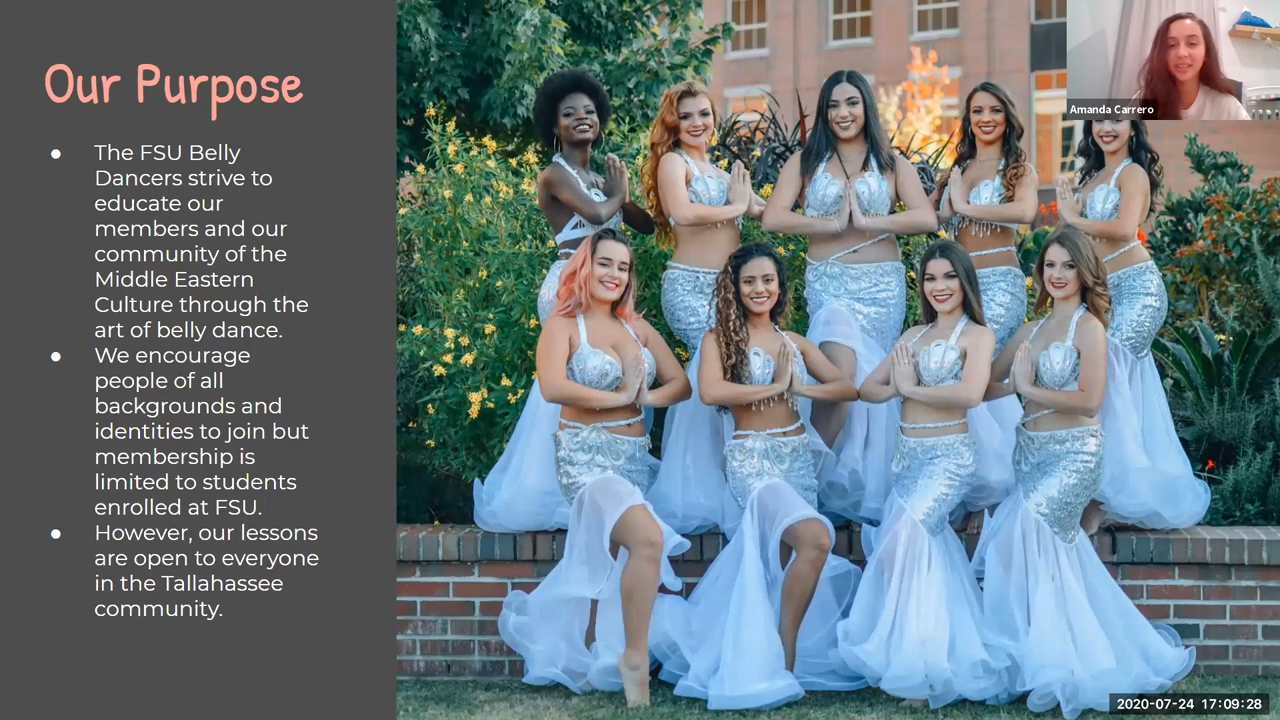 Our Purpose
● The FSU Belly
Dancers strive to
educate our
members and our
community of the
Middle Eastern
Culture through the
art of belly dance.
● We encourage
people of all
backgrounds and
identities to join but
membership is
limited to students
enrolled at FSU.
● However, our lessons
are open to everyone
in the Tallahassee
community.
Amanda Carrero
2020-07-24 17:09:28